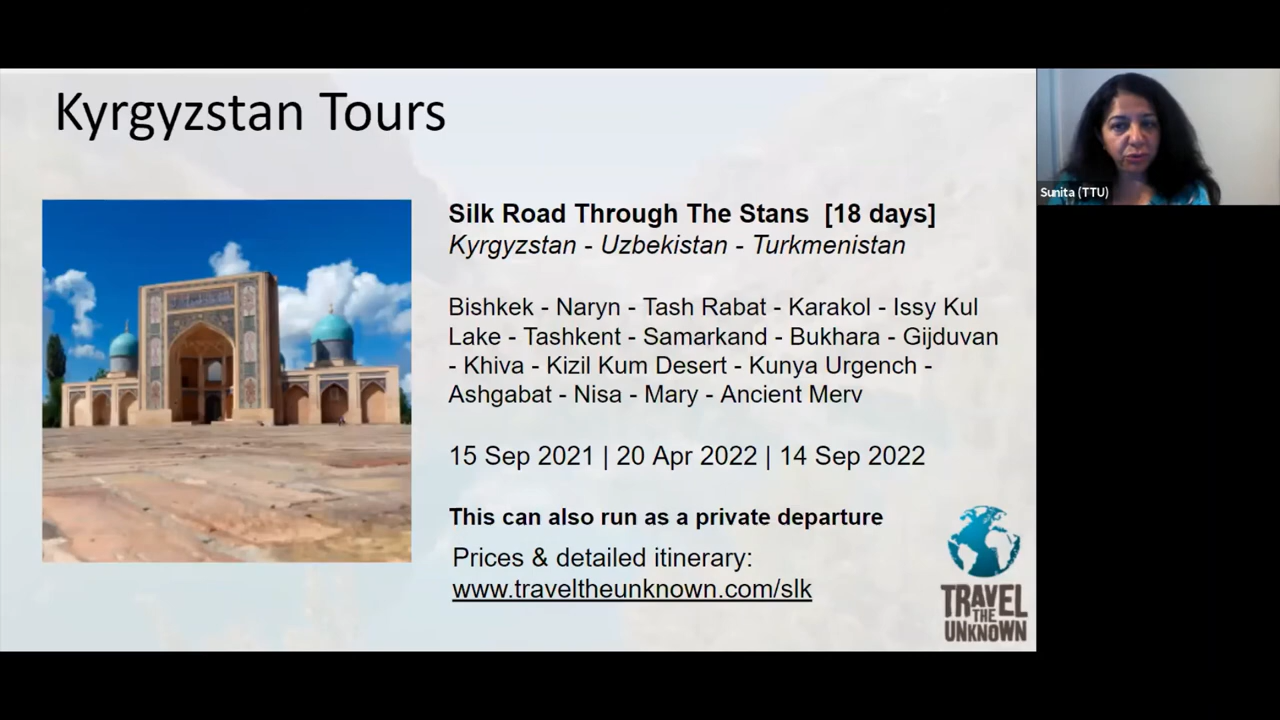 Kyrgyzstan Tours
Sunita (TTU)
Silk Road Through The Stans [18 days]
Kyrgyzstan - Uzbekistan - Turkmenistan
Bishkek - Naryn - Tash Rabat - Karakol - Issy Kul
Lake - Tashkent - Samarkand - Bukhara - Gijduvan
- Khiva - Kizil Kum Desert - Kunya Urgench -
Ashgabat - Nisa - Mary - Ancient Merv
15 Sep 2021 | 20 Apr 2022 | 14 Sep 2022
This can also run as a private departure
Prices & detailed itinerary:
www.traveltheunknown.com/slk
TRAVEL
THE
UNKNOWN